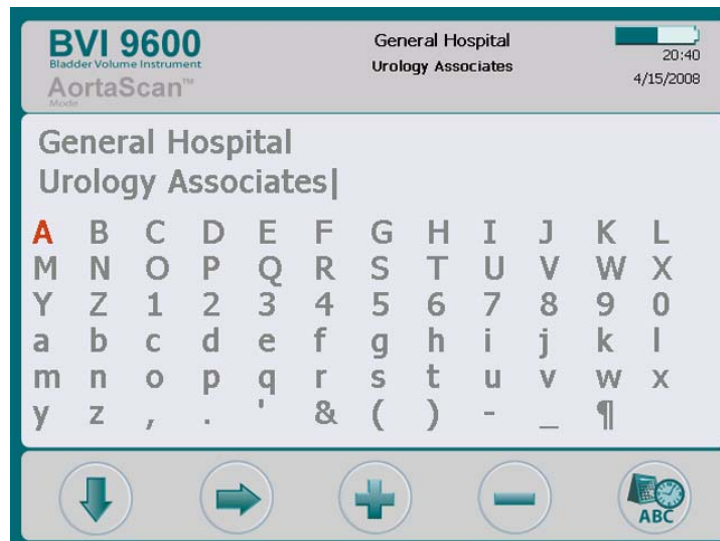 BVI 9600
Bladder Volume Instrument
AortaScan™
Mode
General Hospital
Urology Associates
20:40
4/15/2008
General Hospital
Urology Associates|
A B C D E F G H I J K L
M N O P Q R S T U V W X
Y Z 1 2 3 4 5 6 7 8 9 0
a b c d e f g h i j k l
m n o p q r s t u v w x
y z , . ' & ( ) - _ ¶
ABC